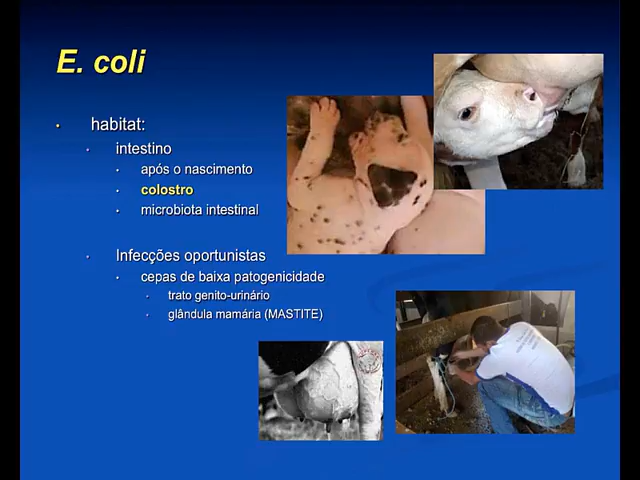 E. coli
habitat:
intestino
após o nascimento
colostro
microbiota intestinal
Infecções oportunistas
cepas de baixa patogenicidade
trato genito-urinário
glândula mamária (MASTITE)